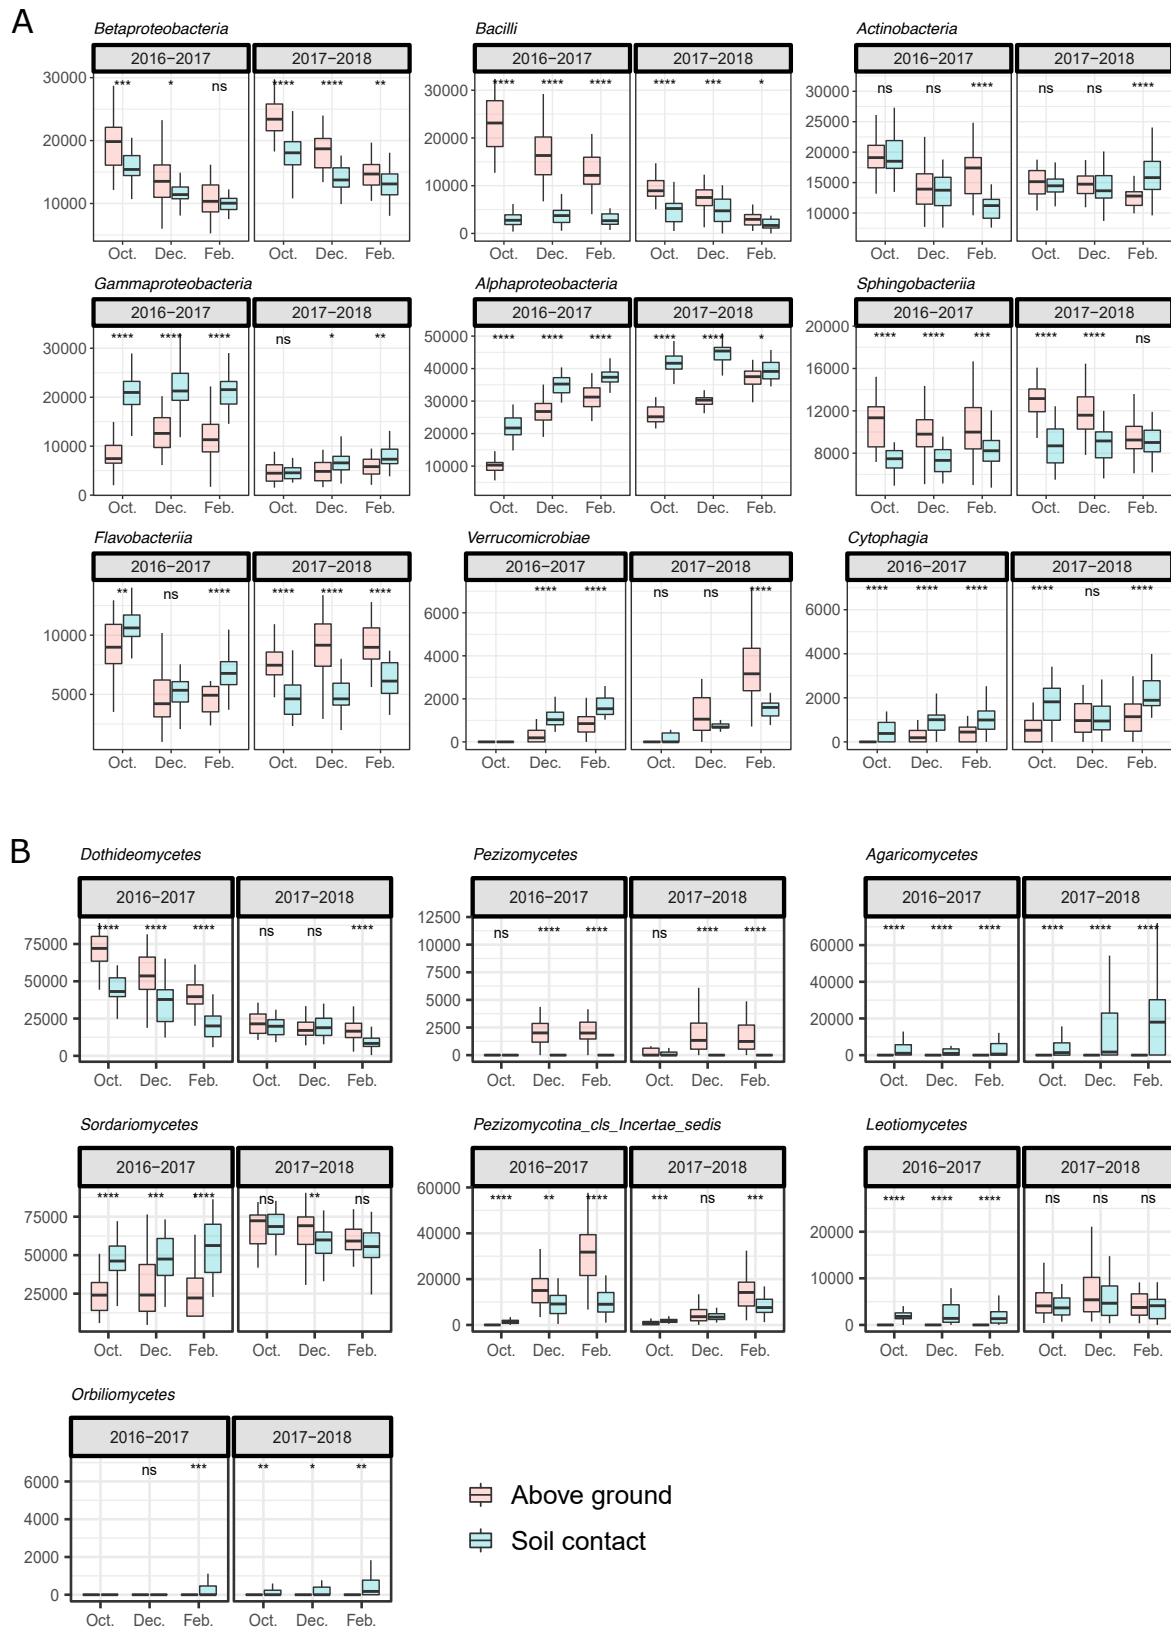 A
Betaproteobacteria
Bacilli
Actinobacteria
2016−2017 2017−2018 2016−2017 2017−2018 2016−2017 2017−2018
30000 *** * ns **** **** ** 30000 **** **** **** **** *** * 30000 ns ns **** ns ns ****
25000
20000 20000 20000
15000
10000 10000 10000
0
Oct. Dec. Feb. Oct. Dec. Feb. Oct. Dec. Feb. Oct. Dec. Feb. Oct. Dec. Feb. Oct. Dec. Feb.
Gammaproteobacteria
Alphaproteobacteria
Sphingobacteriia
2016−2017 2017−2018 2016−2017 2017−2018 2016−2017 2017−2018
**** **** **** ns * ** **** **** **** **** **** * **** **** *** **** **** ns
30000 50000 20000
40000 16000
20000 30000 12000
10000 20000 8000
0 10000
Oct. Dec. Feb. Oct. Dec. Feb. Oct. Dec. Feb. Oct. Dec. Feb. Oct. Dec. Feb. Oct. Dec. Feb.
Flavobacteriia
Verrucomicrobiae
Cytophagia
2016−2017 2017−2018 2016−2017 2017−2018 2016−2017 2017−2018
** ns **** **** **** **** **** **** ns ns **** **** **** **** **** ns ****
10000 6000 6000
4000 4000
5000 2000 2000
0 0
Oct. Dec. Feb. Oct. Dec. Feb. Oct. Dec. Feb. Oct. Dec. Feb. Oct. Dec. Feb. Oct. Dec. Feb.
B
Dothideomycetes
Pezizomycetes
Agaricomycetes
2016−2017 2017−2018 2016−2017 2017−2018 2016−2017 2017−2018
**** **** **** ns ns **** ns **** **** ns **** **** **** **** **** **** **** ****
75000 12500 60000
10000
50000 7500 40000
5000
25000 2500 20000
0 0 0
Oct. Dec. Feb. Oct. Dec. Feb. Oct. Dec. Feb. Oct. Dec. Feb. Oct. Dec. Feb. Oct. Dec. Feb.
Sordariomycetes
Pezizomycotina_cls_Incertae_sedis
Leotiomycetes
2016−2017 2017−2018 2016−2017 2017−2018 2016−2017 2017−2018
**** *** **** ns ** ns **** ** **** *** ns *** **** **** **** ns ns ns
75000 60000 20000
50000 40000 10000
25000 20000 0
0
Oct. Dec. Feb. Oct. Dec. Feb. Oct. Dec. Feb. Oct. Dec. Feb. Oct. Dec. Feb. Oct. Dec. Feb.
Orbiliomycetes
2016−2017 2017−2018
ns *** ** * **
6000
4000
2000
0
Oct. Dec. Feb. Oct. Dec. Feb.
Above ground
Soil contact